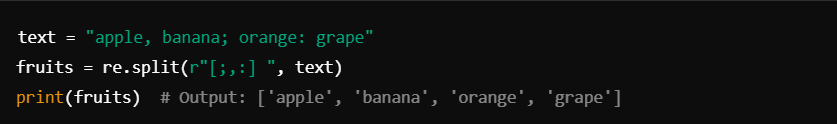 text = "apple, banana; orange: grape"
fruits = re.split(r"[;,:] ", text)
print(fruits)  # Output: ['apple', 'banana', 'orange', 'grape']